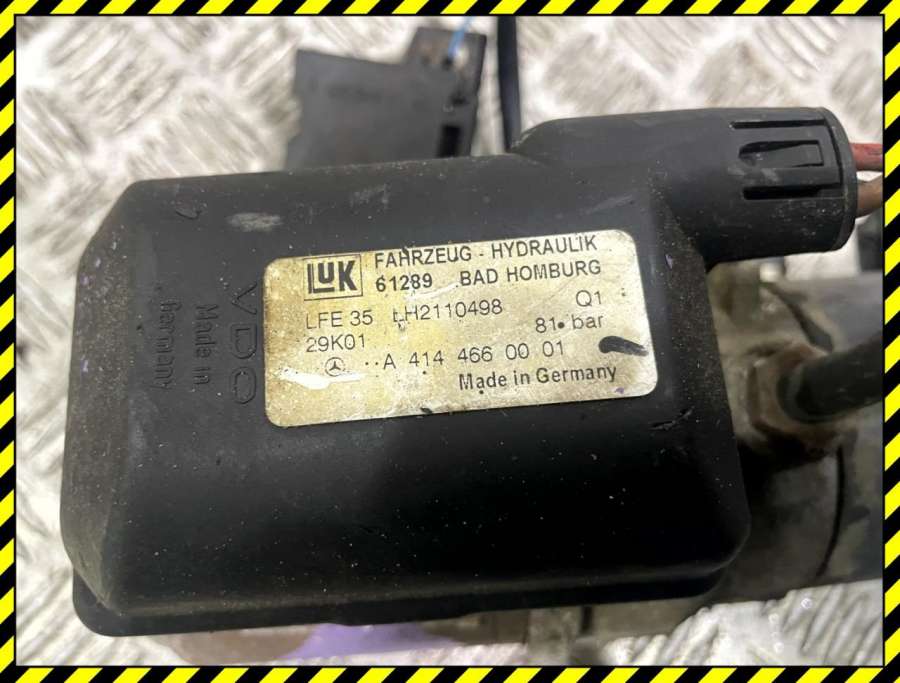 LUK
FAHRZEUG - HYDRAULIK
61289 BAD HOMBURG
LFE 35 LH2110498 Q1
29K01 81 bar
A 414 466 00 01
Made in Germany
VDO
Made in
Germany